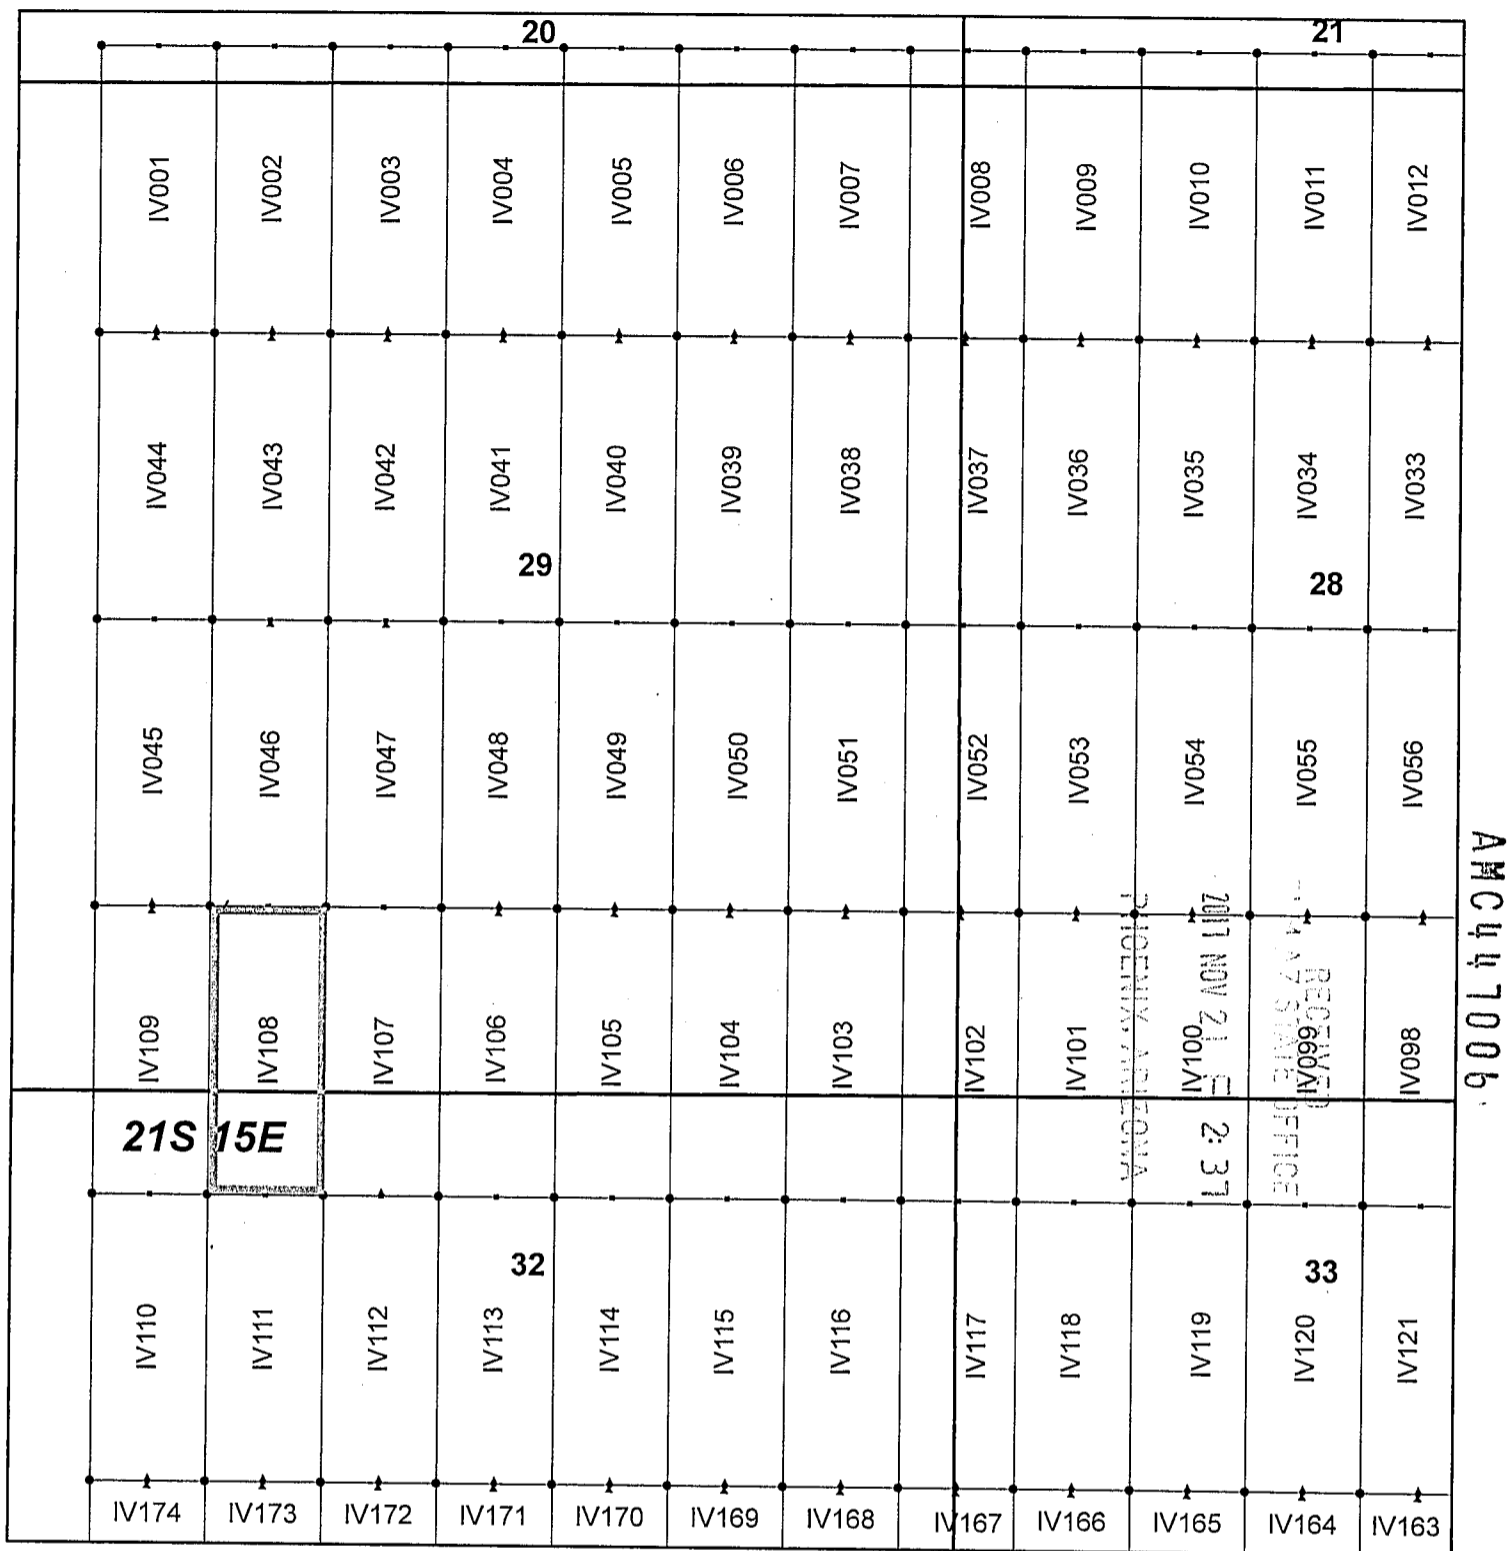 20 21
IV001 IV002 IV003 IV004 IV005 IV006 IV007 IV008 IV009 IV010 IV011 IV012
IV044 IV043 IV042 IV041 IV040 IV039 IV038 IV037 IV036 IV035 IV034 IV033
29 28
IV045 IV046 IV047 IV048 IV049 IV050 IV051 IV052 IV053 IV054 IV055 IV056
IV109 IV108 IV107 IV106 IV105 IV104 IV103 IV102 IV101 IV100 IV099 IV098
21S 15E
32 33
IV110 IV111 IV112 IV113 IV114 IV115 IV116 IV117 IV118 IV119 IV120 IV121
IV174 IV173 IV172 IV171 IV170 IV169 IV168 IV167 IV166 IV165 IV164 IV163
RECEIVED
AZ STATE OFFICE
2017 NOV 21 P 2:37
PHOENIX, ARIZONA
AMC447006